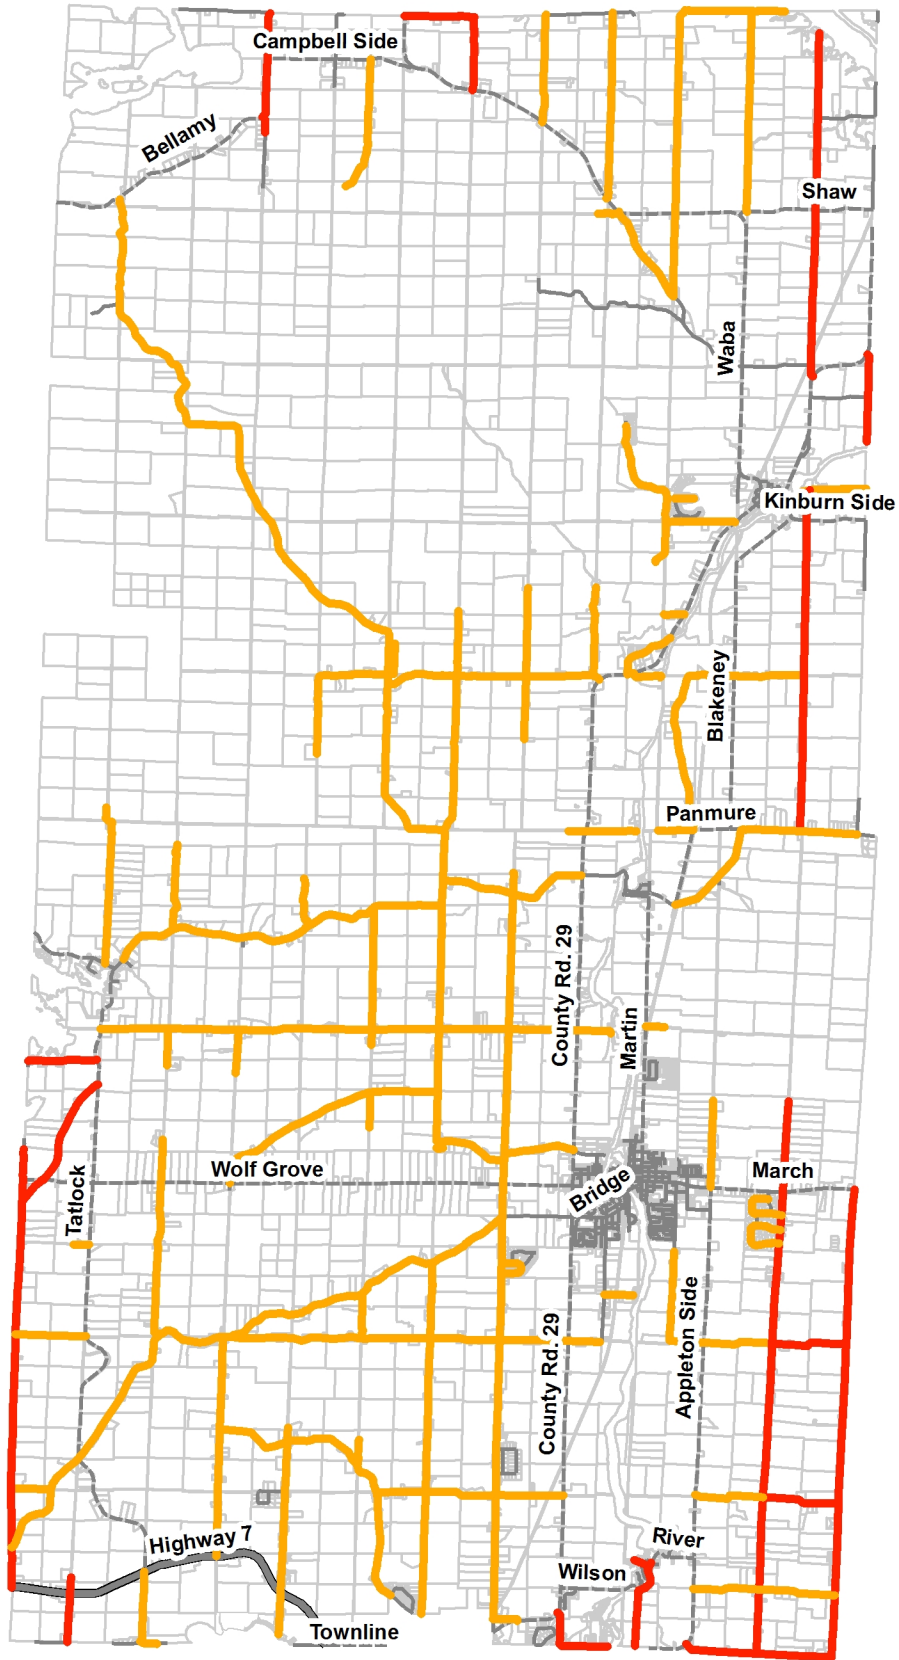 Campbell Side
Bellamy
Shaw
Waba
Kinburn Side
Blakeney
Panmure
County Rd. 29
Martin
Wolf Grove
March
Tatlock
Bridge
Appleton Side
County Rd. 29
Highway 7
River
Wilson
Townline